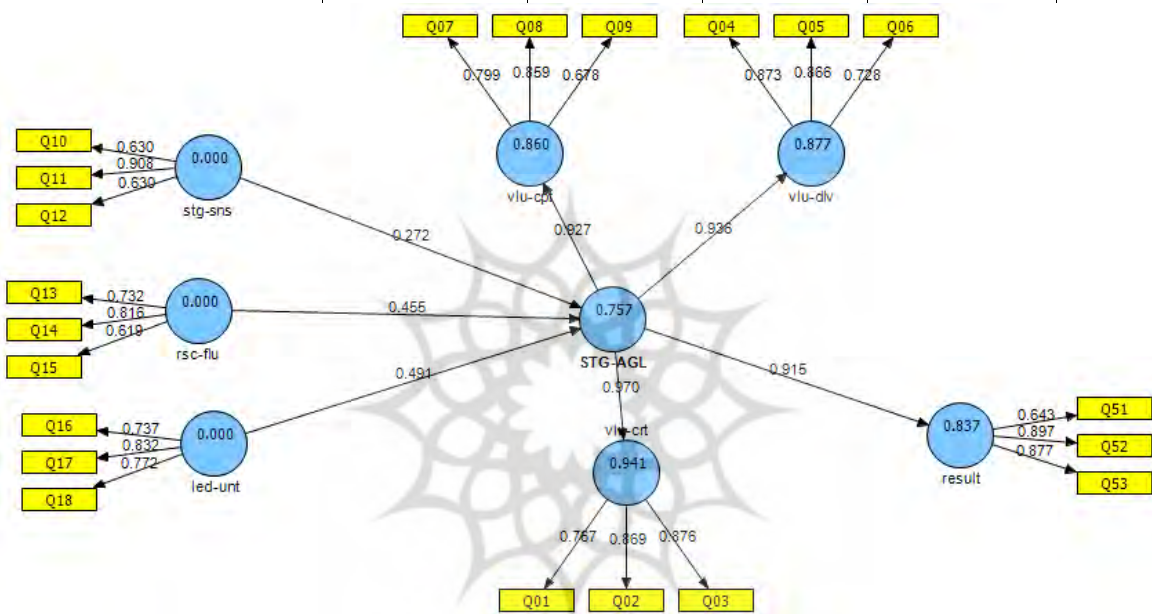 Q07 Q08 Q09 Q04 Q05 Q06
0.799 0.859 0.678 0.873 0.866 0.728
Q10
Q11
Q12
0.630
0.908
0.630
0.000
stg-sns
0.860
vlu-cpt
0.877
vlu-dlv
0.272
0.927
0.936
Q13
Q14
Q15
0.732
0.816
0.619
0.000
rsc-flu
0.455
0.757
STG-AGL
0.491
0.970
0.915
Q16
Q17
Q18
0.737
0.832
0.772
0.000
led-unt
vlu-crt
0.941
0.837
result
0.643
0.897
0.877
Q51
Q52
Q53
0.767 0.869 0.876
Q01 Q02 Q03